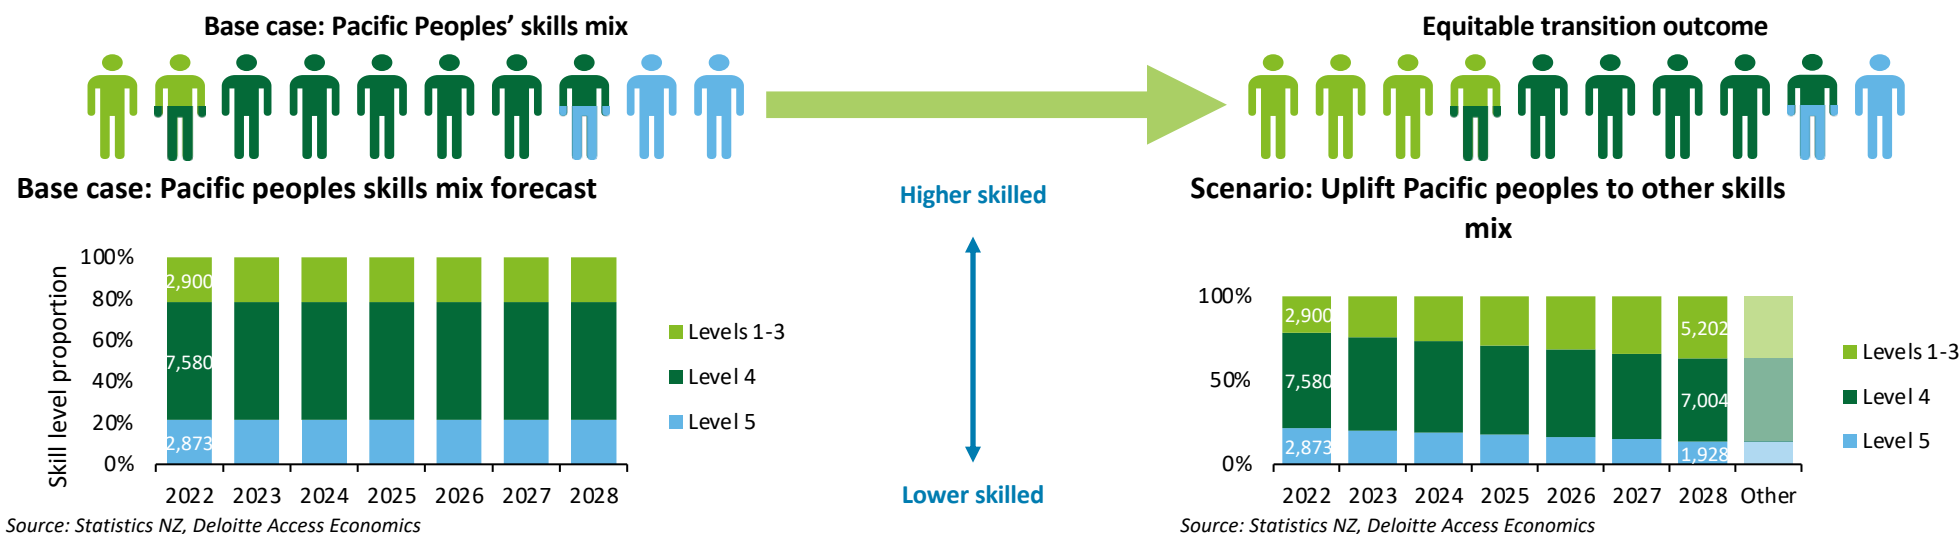 Base case: Pacific Peoples’ skills mix
Equitable transition outcome
Base case: Pacific peoples skills mix forecast
Higher skilled
Lower skilled
Scenario: Uplift Pacific peoples to other skills
mix
Skill level proportion
100%
80%
60%
40%
20%
0%
2,900
7,580
2,873
2022 2023 2024 2025 2026 2027 2028
Levels 1-3
Level 4
Level 5
Source: Statistics NZ, Deloitte Access Economics
100%
50%
0%
2,900
7,580
2,873
5,202
7,004
1,928
2022 2023 2024 2025 2026 2027 2028 Other
Levels 1-3
Level 4
Level 5
Source: Statistics NZ, Deloitte Access Economics